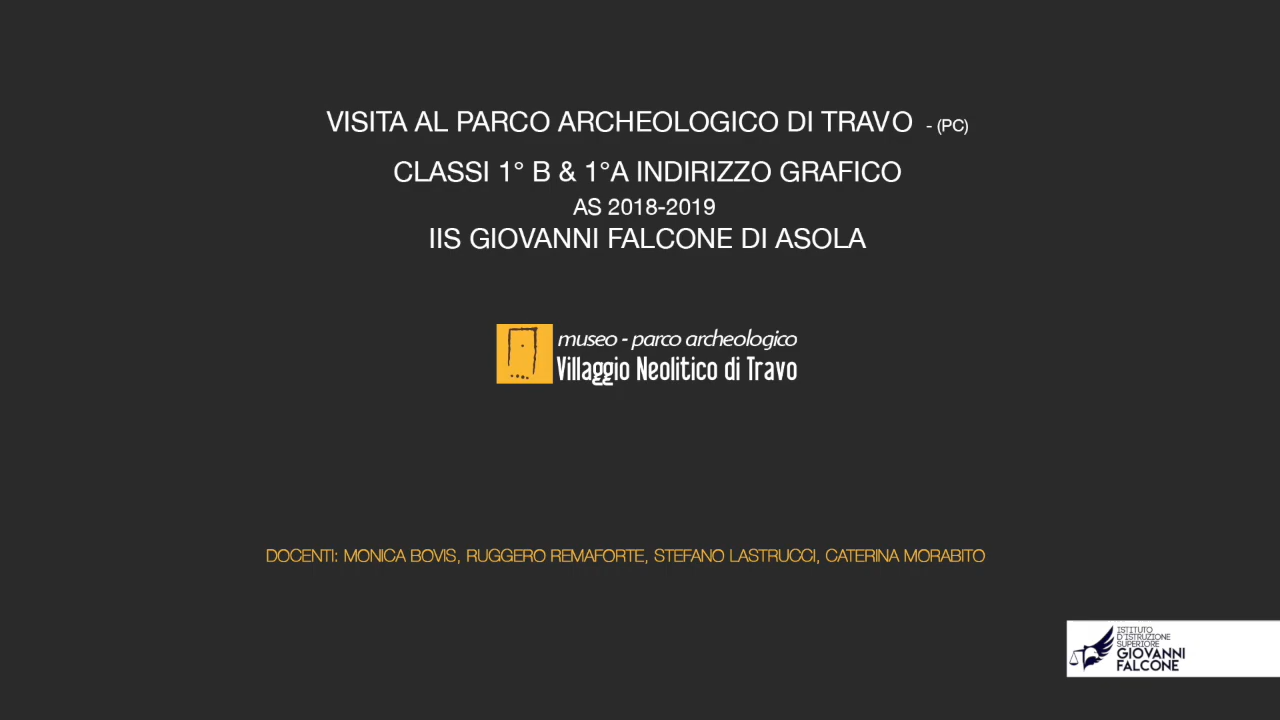 VISITA AL PARCO ARCHEOLOGICO DI TRAVO - (PC)
CLASSI 1° B & 1°A INDIRIZZO GRAFICO
AS 2018-2019
IIS GIOVANNI FALCONE DI ASOLA
museo - parco archeologico
Villaggio Neolitico di Travo
DOCENTI: MONICA BOVIS, RUGGERO REMAFORTE, STEFANO LASTRUCCI, CATERINA MORABITO
ISTITUTO
D'ISTRUZIONE
SUPERIORE
GIOVANNI
FALCONE